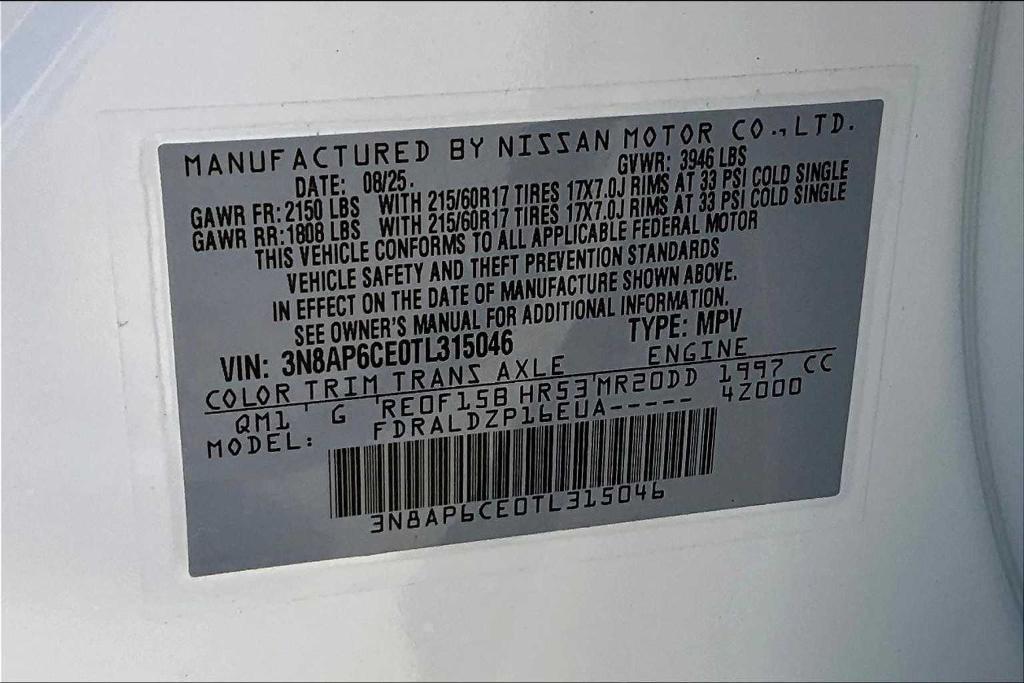 MANUFACTURED BY NISSAN MOTOR CO., LTD.
DATE: 08/25. GVWR: 3946 LBS
GAWR FR: 2150 LBS WITH 215/60R17 TIRES 17X7.0J RIMS AT 33 PSI COLD SINGLE
GAWR RR: 1808 LBS WITH 215/60R17 TIRES 17X7.0J RIMS AT 33 PSI COLD SINGLE
THIS VEHICLE CONFORMS TO ALL APPLICABLE FEDERAL MOTOR
VEHICLE SAFETY AND THEFT PREVENTION STANDARDS
IN EFFECT ON THE DATE OF MANUFACTURE SHOWN ABOVE.
SEE OWNER'S MANUAL FOR ADDITIONAL INFORMATION.
VIN: 3N8AP6CE0TL315046 TYPE: MPV
COLOR TRIM TRANS AXLE ENGINE
QM1 G RE0F15B HR53 MR20DD 1997 CC
MODEL: FDRALDZP16EUA----- 4Z000
3N8AP6CE0TL315046